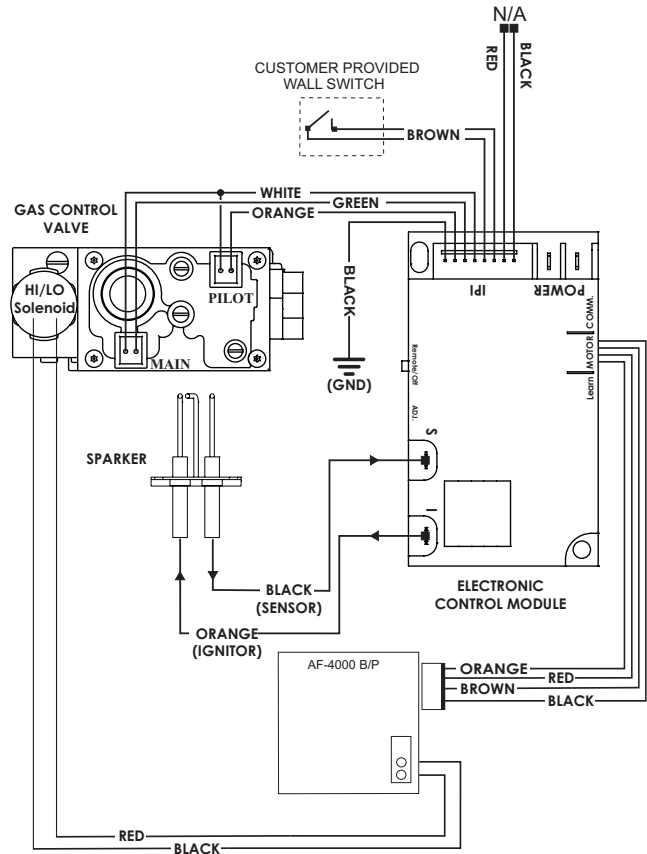 N/A
RED
BLACK
CUSTOMER PROVIDED
WALL SWITCH
BROWN
WHITE
GREEN
ORANGE
GAS CONTROL
VALVE
HI/LO
Solenoid
PILOT
MAIN
BLACK
(GND)
IPI
POWER
COMM.
MOTOR
Learn
Remote/Off
ADJ.
S
I
SPARKER
BLACK
(SENSOR)
ORANGE
(IGNITOR)
ELECTRONIC
CONTROL MODULE
AF-4000 B/P
ORANGE
RED
BROWN
BLACK
RED
BLACK